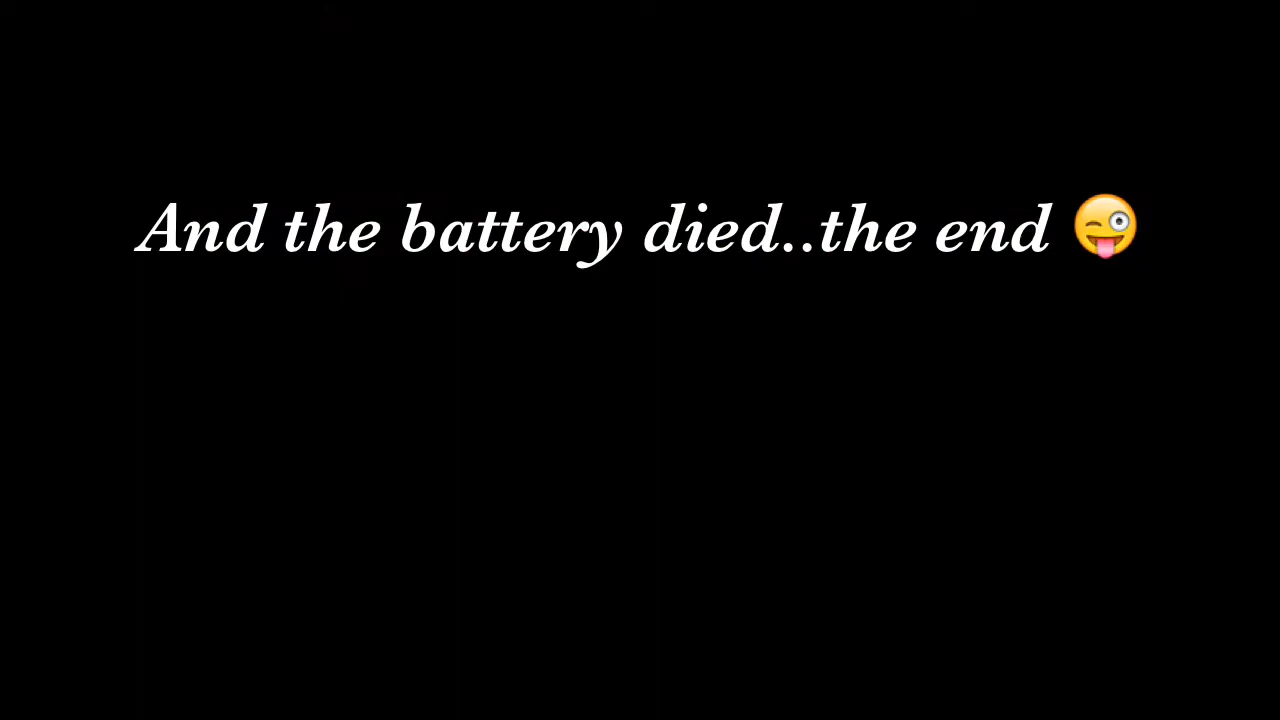 And the battery died..the end 😜